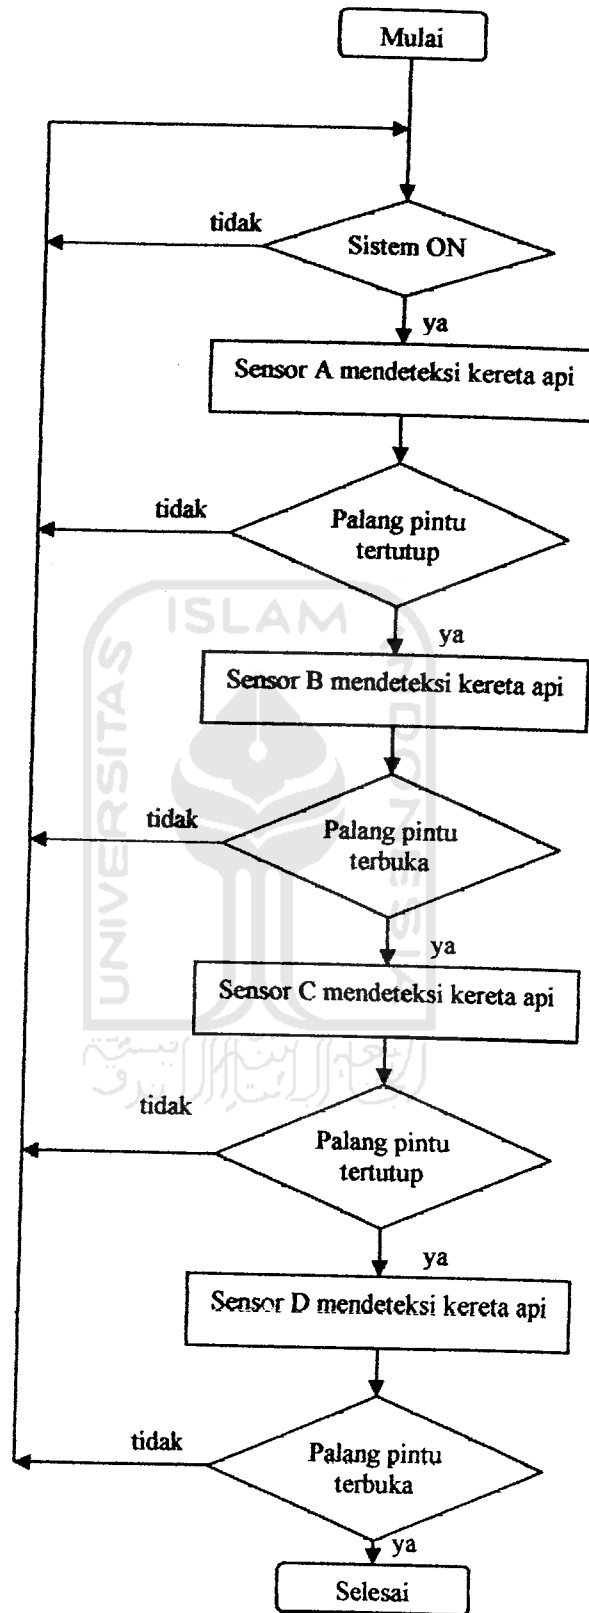 Mulai
tidak
Sistem ON
ya
Sensor A mendeteksi kereta api
tidak
Palang pintu
tertutup
ya
Sensor B mendeteksi kereta api
tidak
Palang pintu
terbuka
ya
Sensor C mendeteksi kereta api
tidak
Palang pintu
tertutup
ya
Sensor D mendeteksi kereta api
tidak
Palang pintu
terbuka
ya
Selesai
UNIVERSITAS
ISLAM
INDONESIA